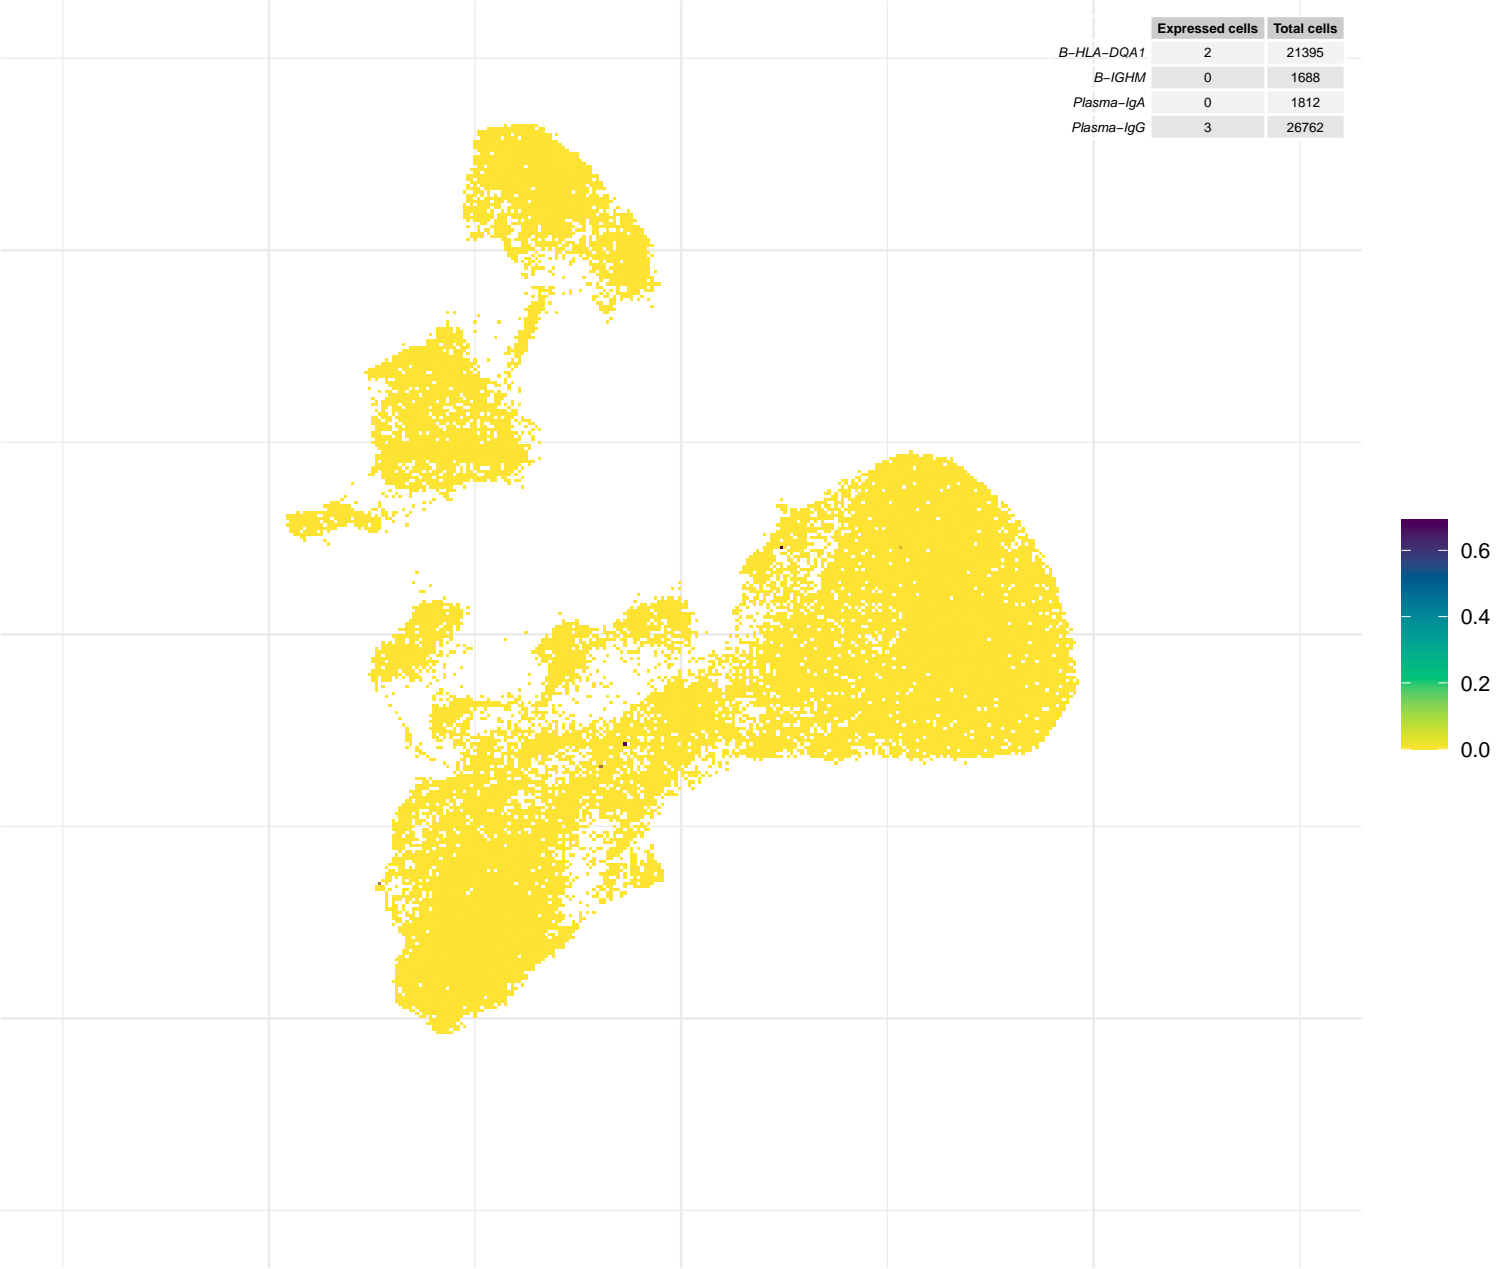 Expressed cells Total cells
B−HLA−DQA1 2 21395
B−IGHM 0 1688
Plasma−IgA 0 1812
Plasma−IgG 3 26762
0.6
0.4
0.2
0.0